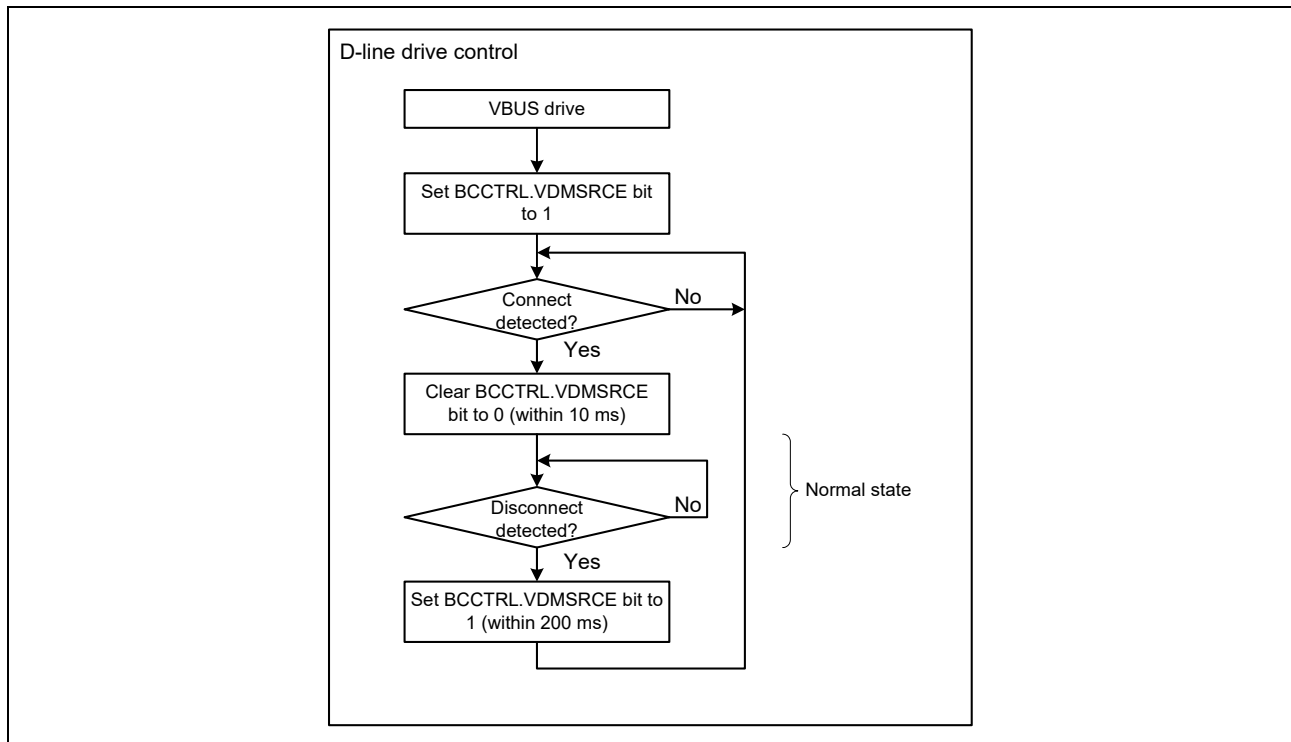 D-line drive control
VBUS drive
Set BCCTRL.VDMSRCE bit
to 1
Connect
detected?
No
Yes
Clear BCCTRL.VDMSRCE
bit to 0 (within 10 ms)
Disconnect
detected?
No
Normal state
Yes
Set BCCTRL.VDMSRCE bit to
1 (within 200 ms)